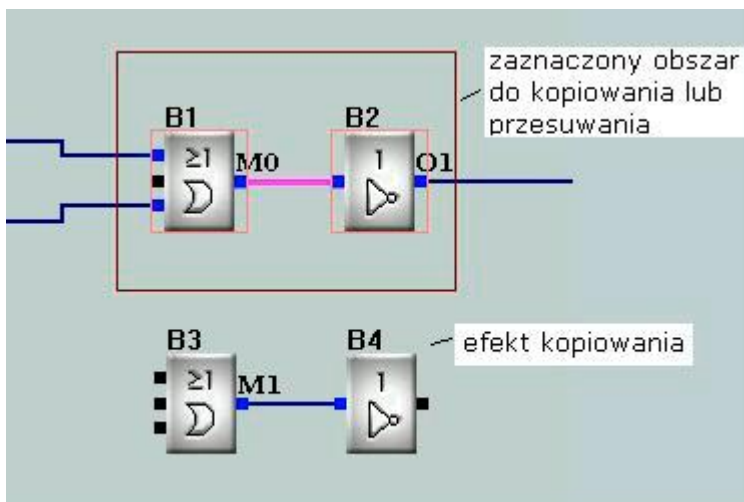 zaznaczony obszar
do kopiowania lub
przesuwania
B1
B2
≥1
M0
1
O1
B3
B4
efekt kopiowania
≥1
M1
1